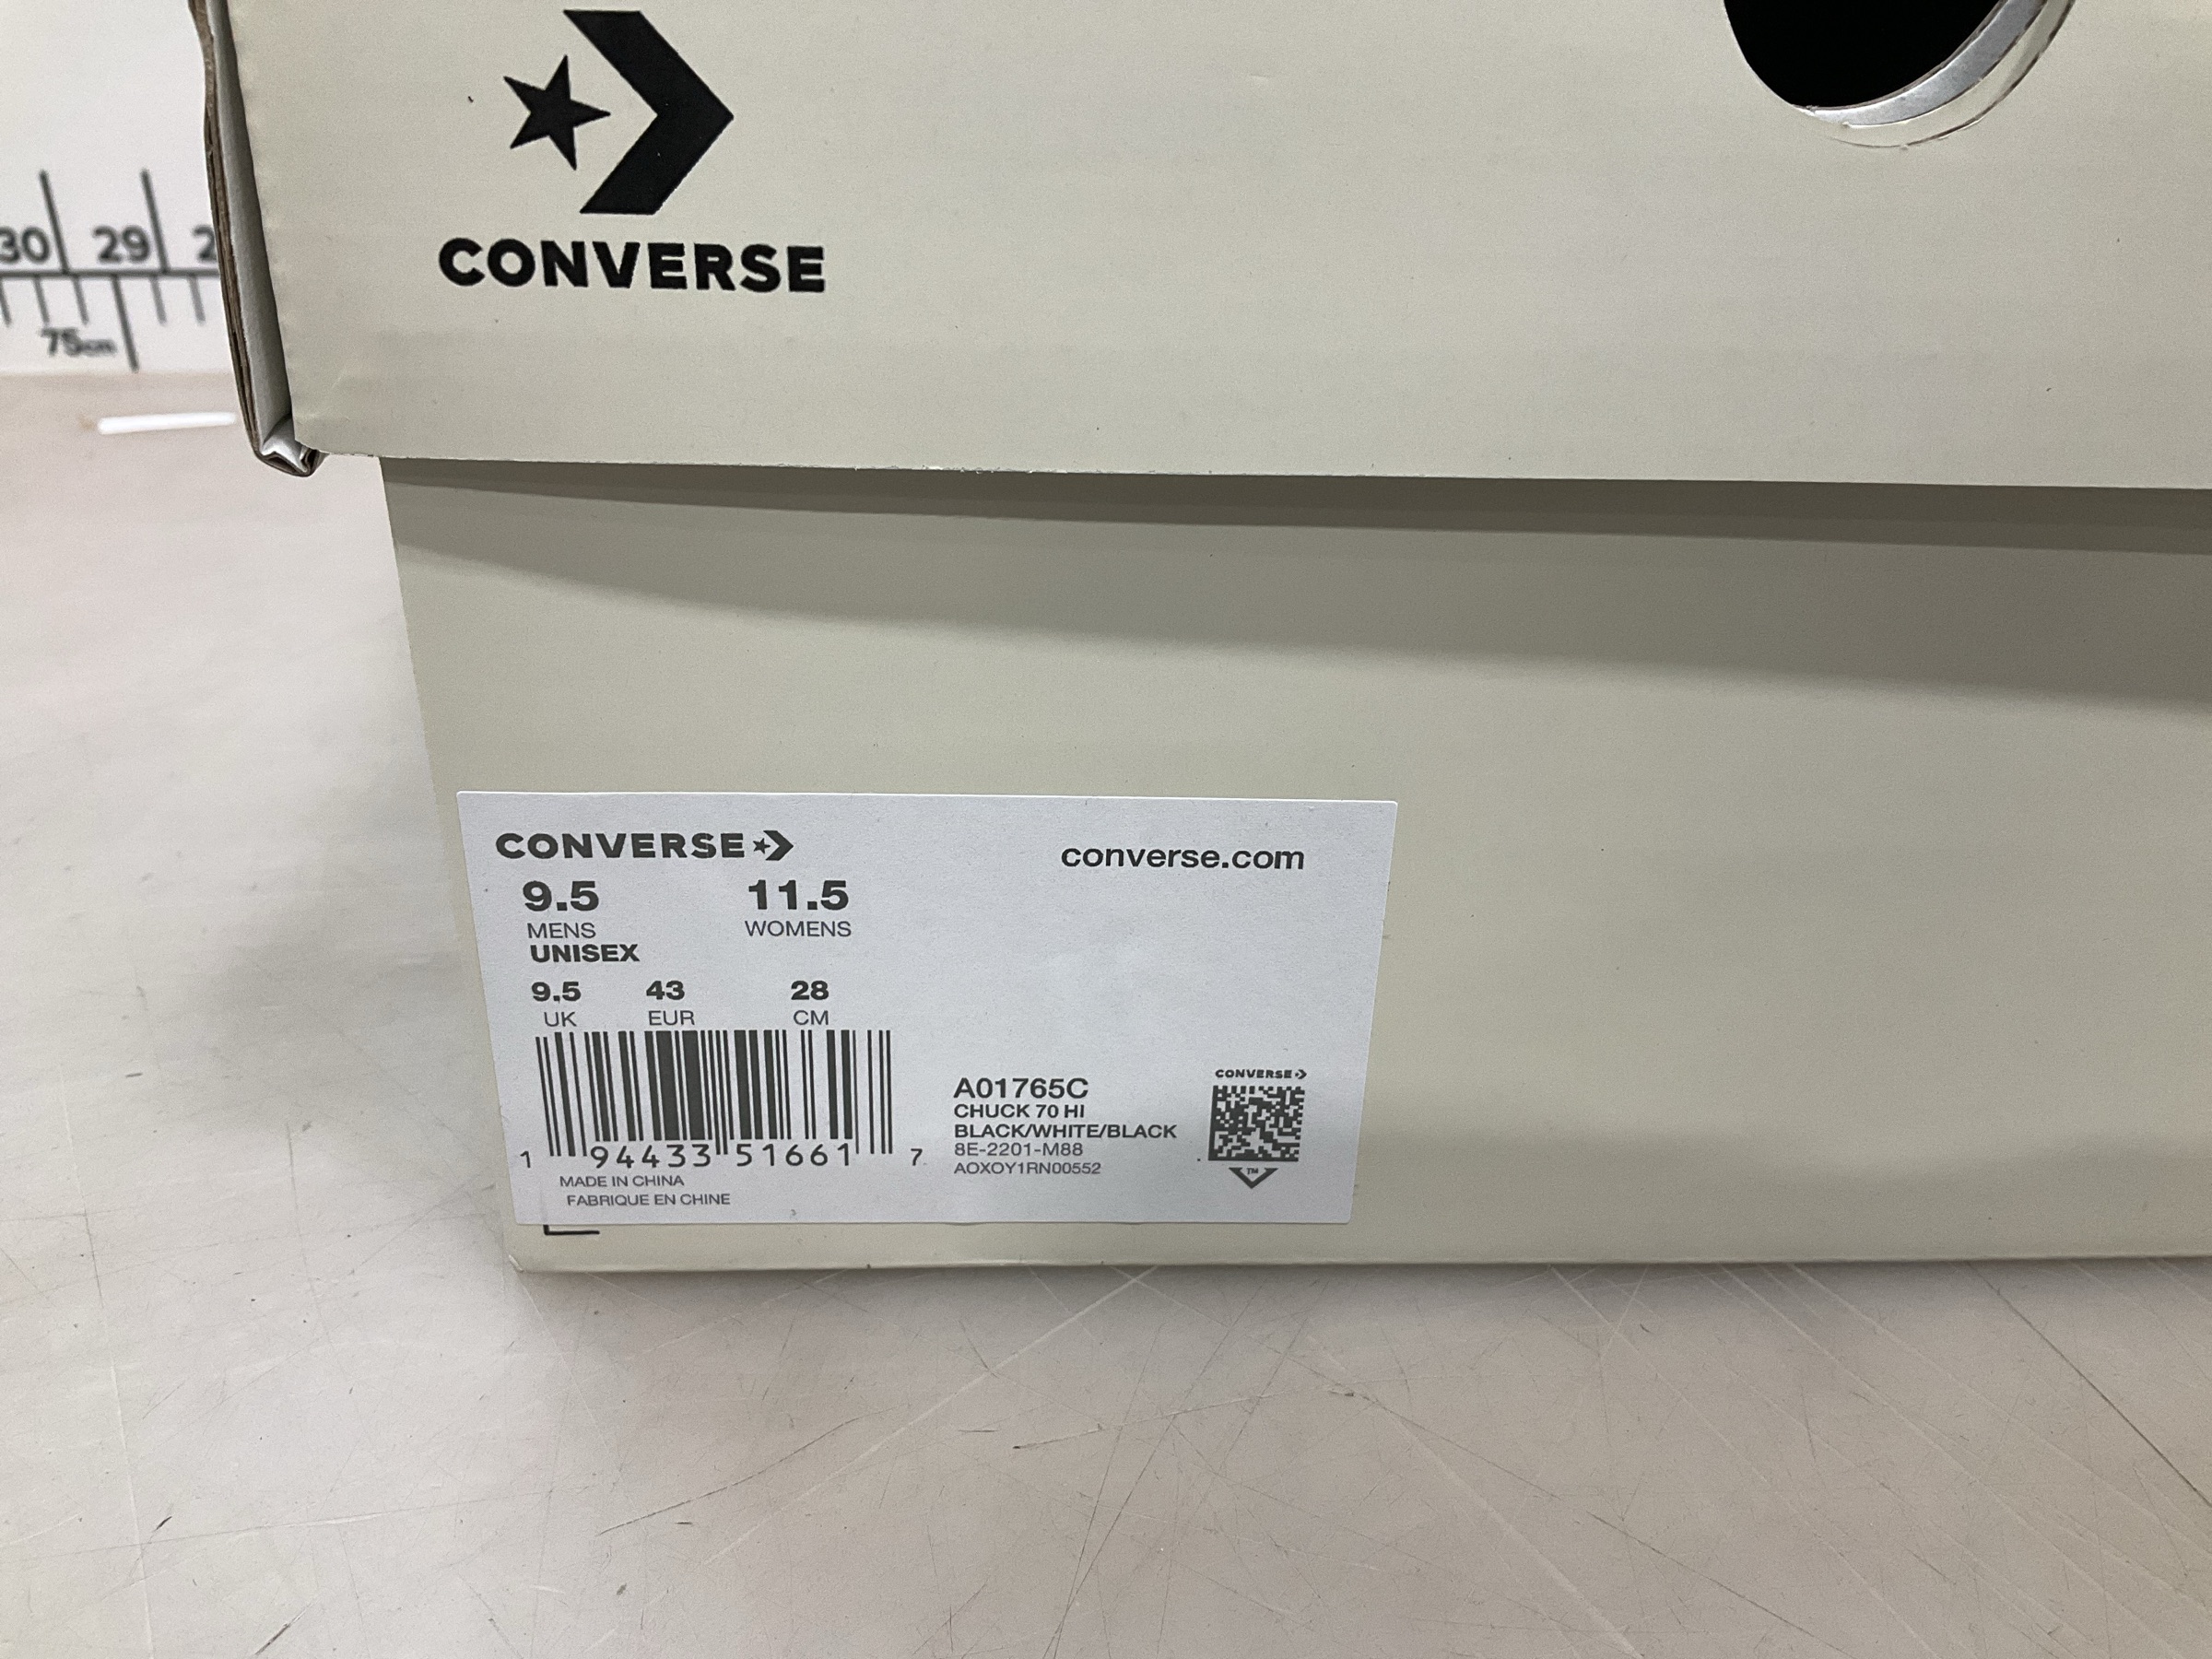 CONVERSE
30 29
75cm
CONVERSE
converse.com
9.5 11.5
MENS WOMENS
UNISEX
9.5 43 28
UK EUR CM
1 94433 51661 7
MADE IN CHINA
FABRIQUE EN CHINE
A01765C
CHUCK 70 HI
BLACK/WHITE/BLACK
8E-2201-M88
AOXOY1RN00552
CONVERSE
TM